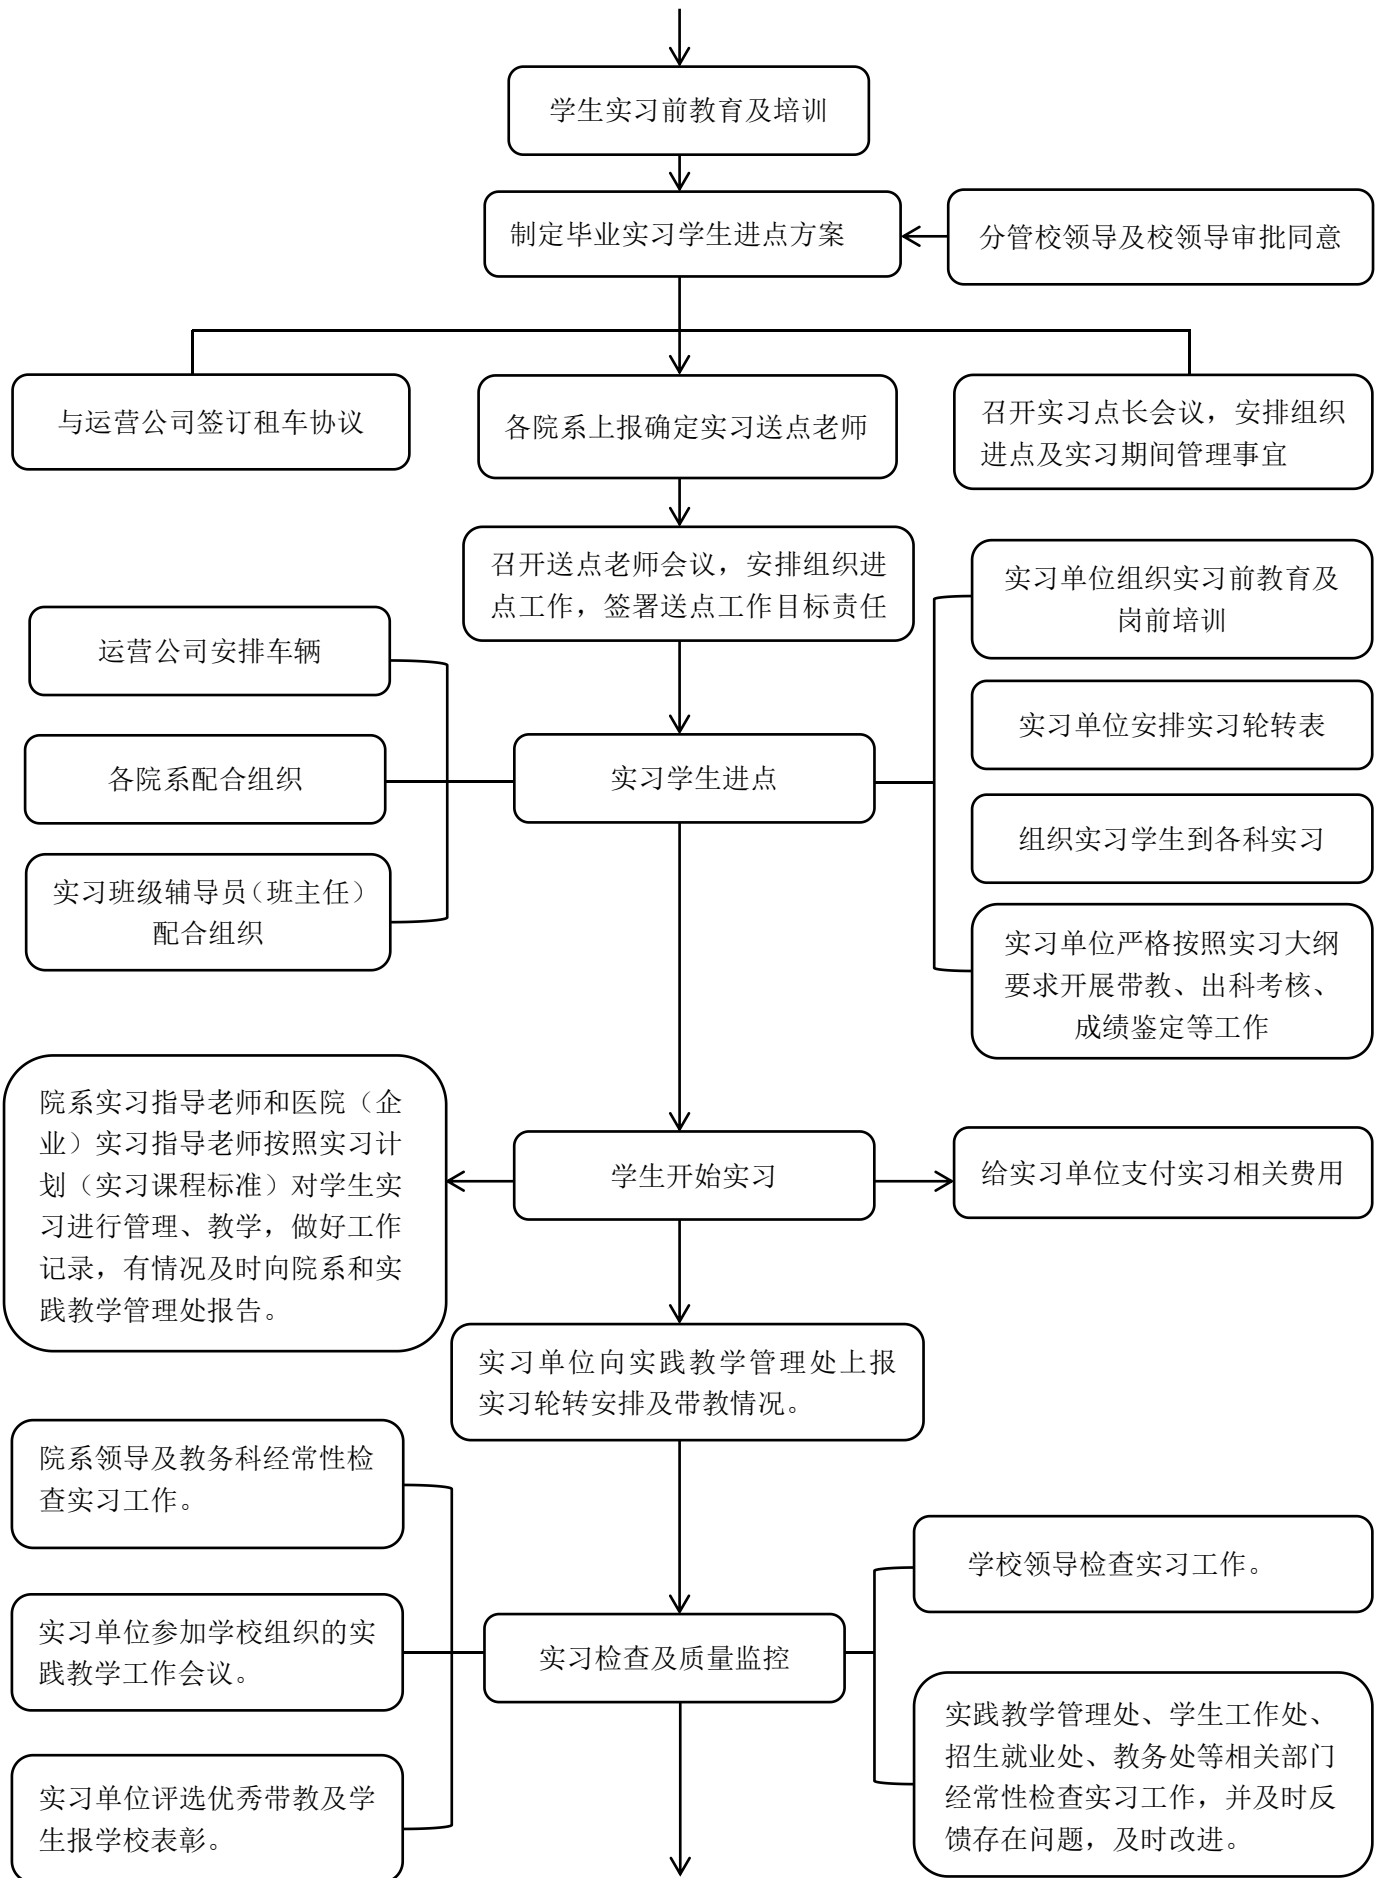 学生实习前教育及培训
制定毕业实习学生进点方案
分管校领导及校领导审批同意
与运营公司签订租车协议
各院系上报确定实习送点老师
召开实习点长会议，安排组织
进点及实习期间管理事宜
召开送点老师会议，安排组织进
点工作，签署送点工作目标责任
实习单位组织实习前教育及
岗前培训
运营公司安排车辆
实习单位安排实习轮转表
各院系配合组织
实习学生进点
组织实习学生到各科实习
实习班级辅导员（班主任）
配合组织
实习单位严格按照实习大纲
要求开展带教、出科考核、
成绩鉴定等工作
院系实习指导老师和医院（企
业）实习指导老师按照实习计
划（实习课程标准）对学生实
习进行管理、教学，做好工作
记录，有情况及时向院系和实
践教学管理处报告。
学生开始实习
给实习单位支付实习相关费用
实习单位向实践教学管理处上报
实习轮转安排及带教情况。
院系领导及教务科经常性检
查实习工作。
学校领导检查实习工作。
实习单位参加学校组织的实
践教学工作会议。
实习检查及质量监控
实践教学管理处、学生工作处、
招生就业处、教务处等相关部门
经常性检查实习工作，并及时反
馈存在问题，及时改进。
实习单位评选优秀带教及学
生报学校表彰。